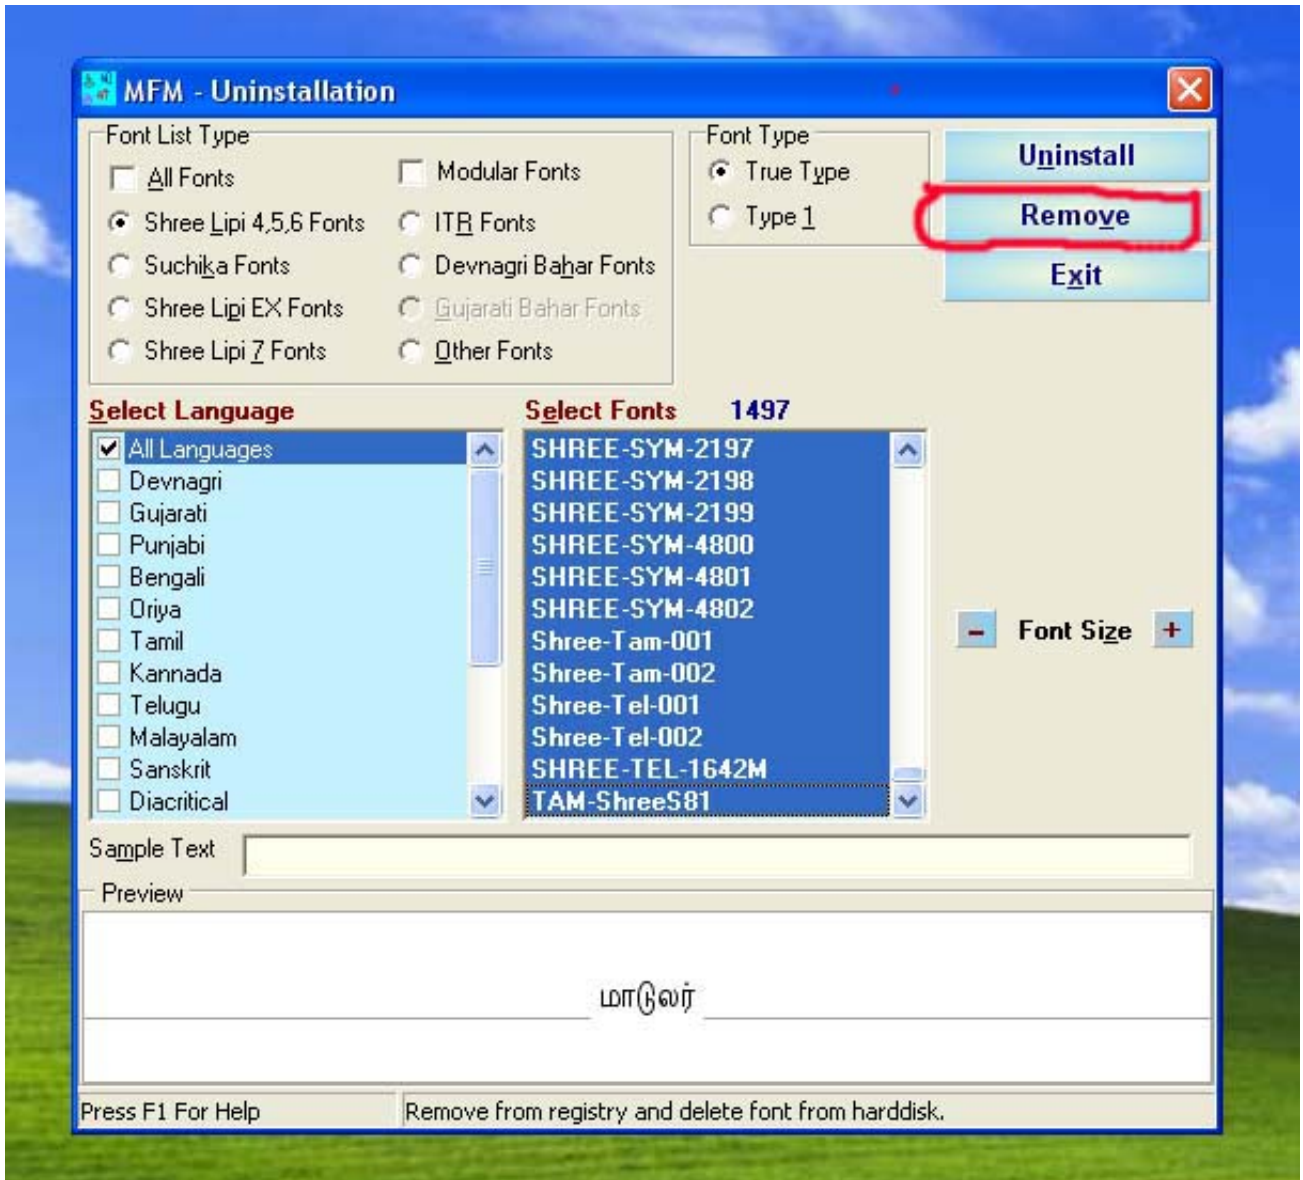 MFM - Uninstallation
Font List Type
All Fonts
Modular Fonts
Shree Lipi 4,5,6 Fonts
ITR Fonts
Suchika Fonts
Devnagri Bahar Fonts
Shree Lipi EX Fonts
Gujarati Bahar Fonts
Shree Lipi 7 Fonts
Other Fonts
Font Type
True Type
Type 1
Uninstall
Remove
Exit
Select Language
All Languages
Devnagri
Gujarati
Punjabi
Bengali
Oriya
Tamil
Kannada
Telugu
Malayalam
Sanskrit
Diacritical
Select Fonts 1497
SHREE-SYM-2197
SHREE-SYM-2198
SHREE-SYM-2199
SHREE-SYM-4800
SHREE-SYM-4801
SHREE-SYM-4802
Shree-Tam-001
Shree-Tam-002
Shree-Tel-001
Shree-Tel-002
SHREE-TEL-1642M
TAM-ShreeS81
- Font Size +
Sample Text
Preview
மாடுலர்
Press F1 For Help
Remove from registry and delete font from harddisk.